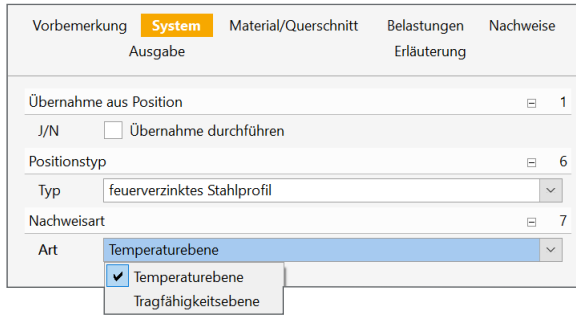 Vorbemerkung System Material/Querschnitt Belastungen Nachweise
Ausgabe Erläuterung
Übernahme aus Position 1
J/N Übernahme durchführen
Positionstyp 6
Typ feuerverzinktes Stahlprofil
Nachweisart 7
Art Temperaturebene
Temperaturebene
Tragfähigkeitsebene